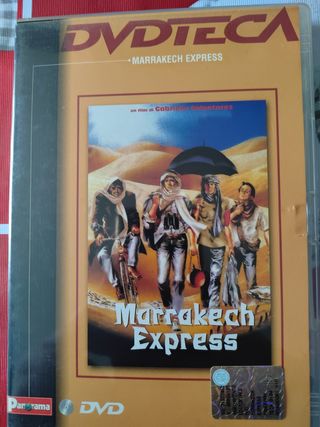 DVDTECA
• MARRAKECH EXPRESS
un film di Gabriele Salvatores
Marrakech
Express
Panorama
DVD